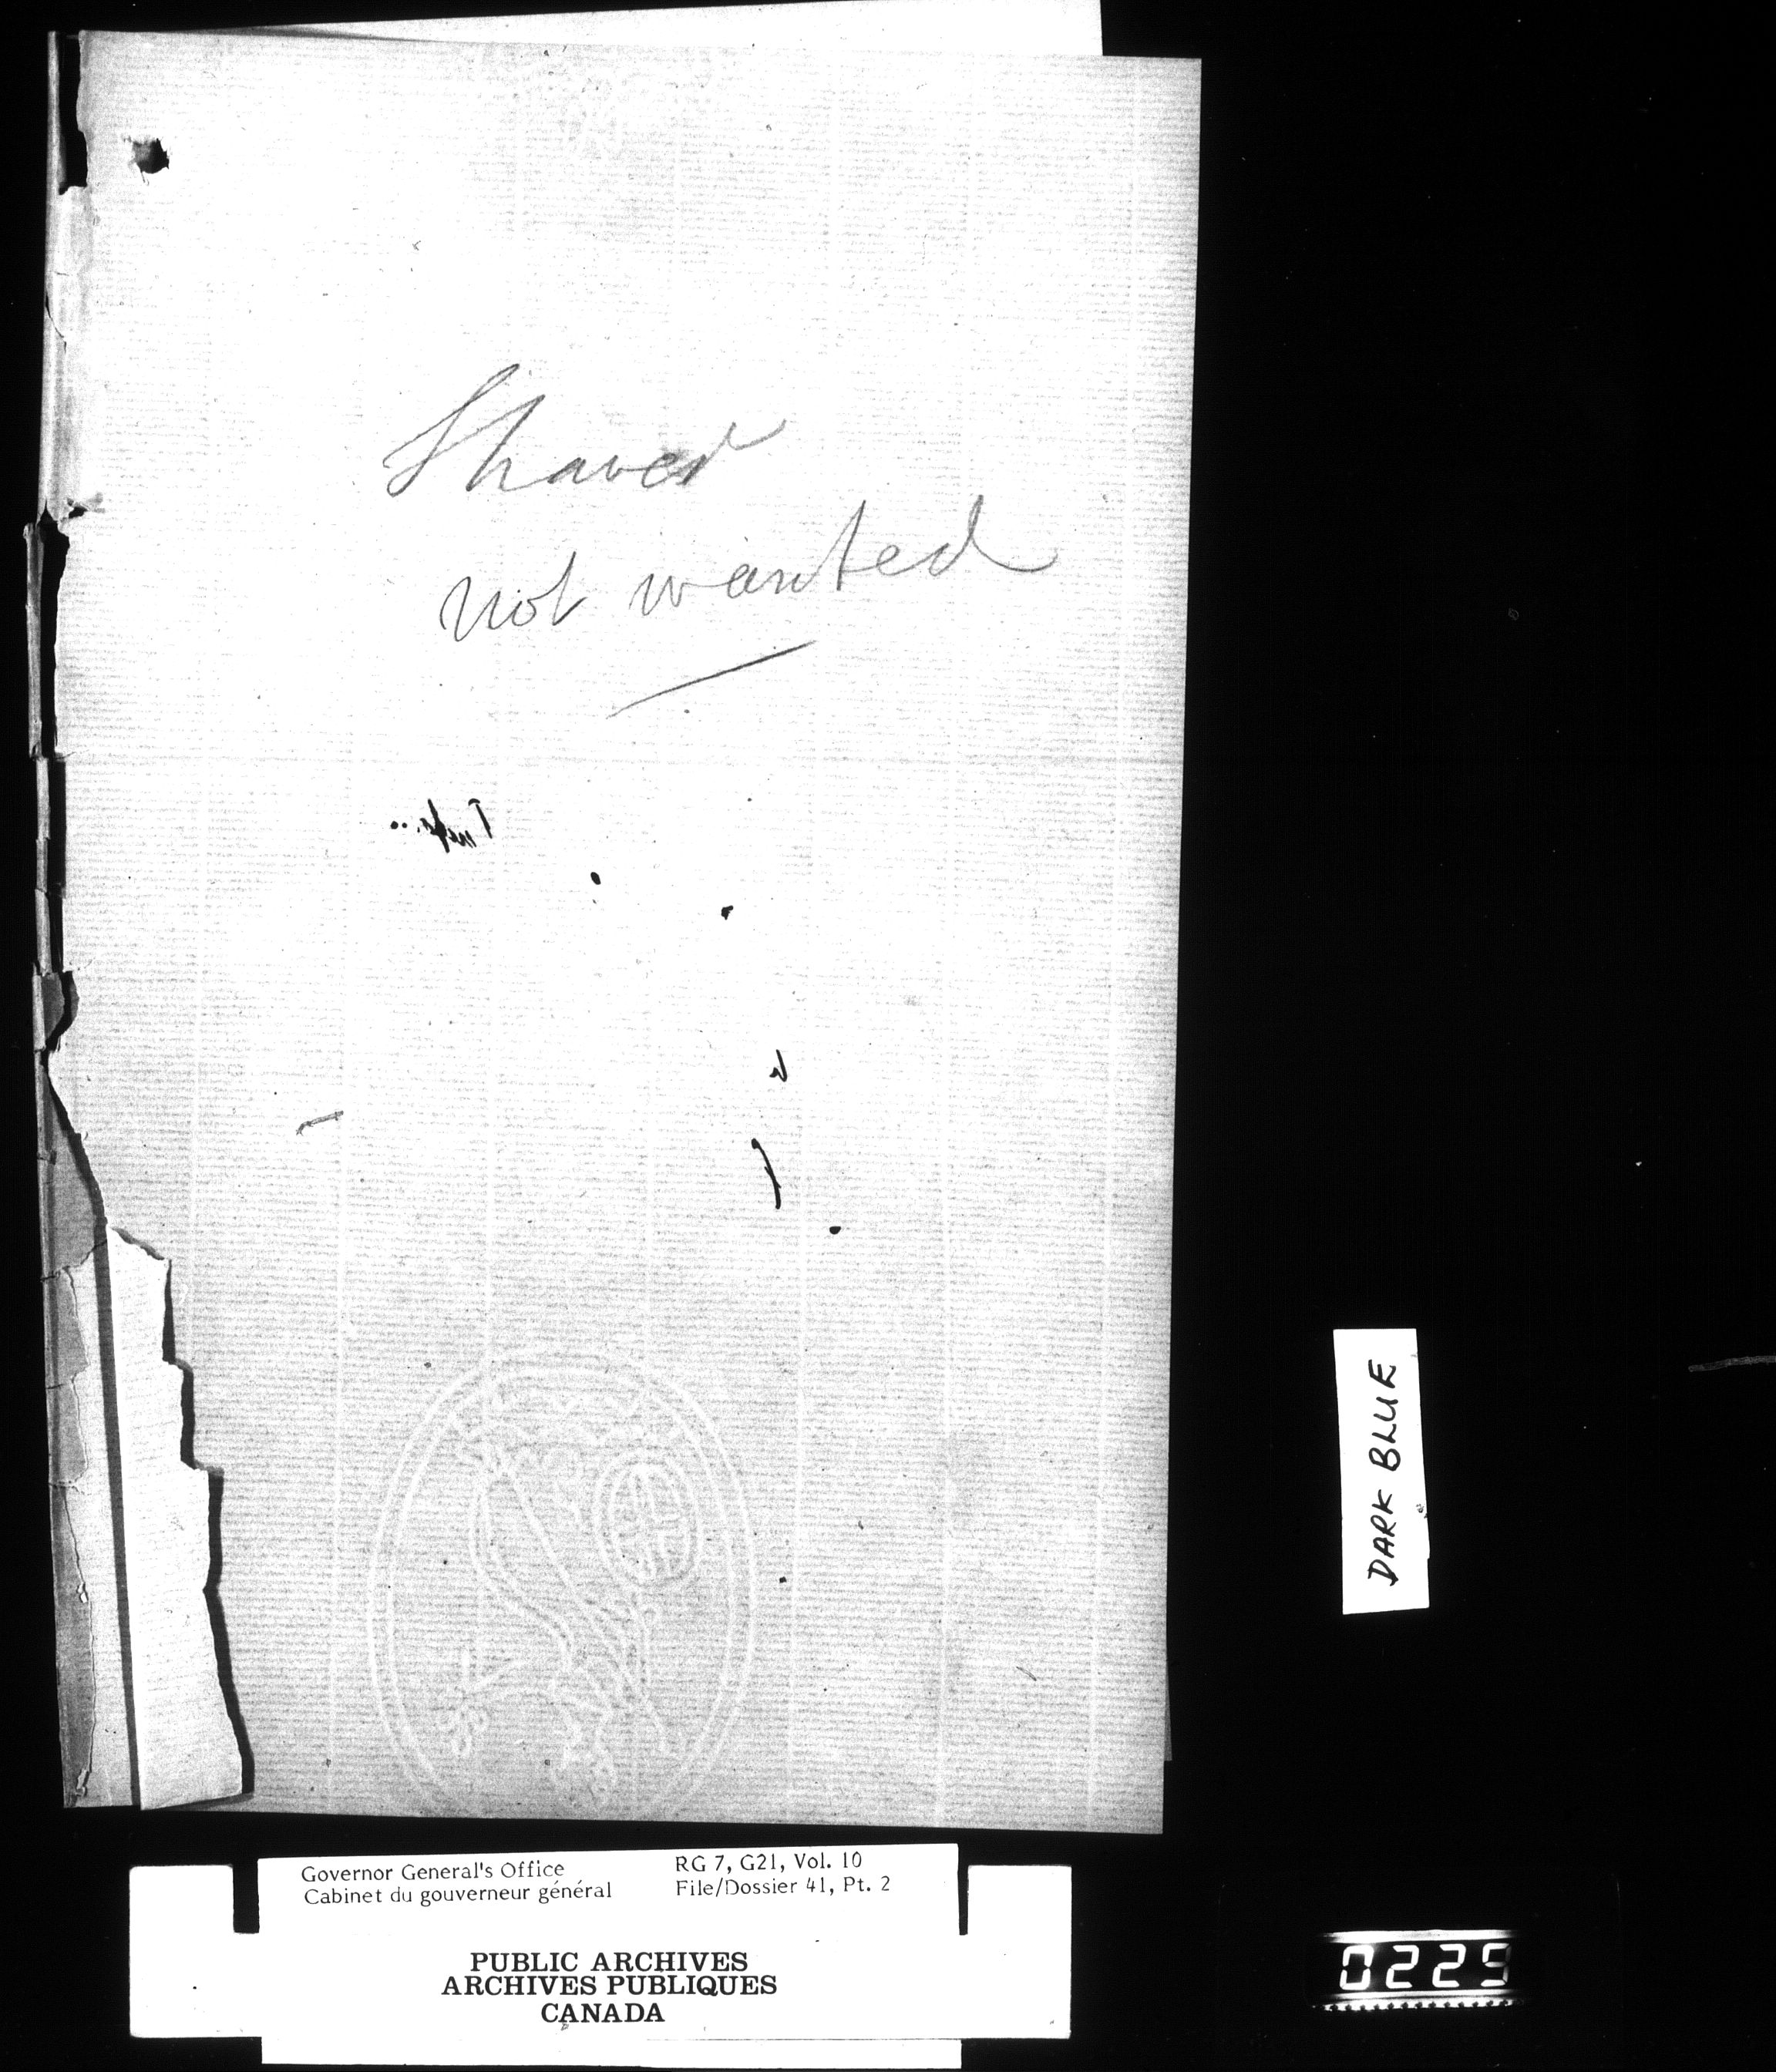 Shaver
not wanted
DARK BLUE
Governor General's Office
Cabinet du gouverneur général
RG 7, G21, Vol. 10
File/Dossier 41, Pt. 2
PUBLIC ARCHIVES
ARCHIVES PUBLIQUES
CANADA
0229